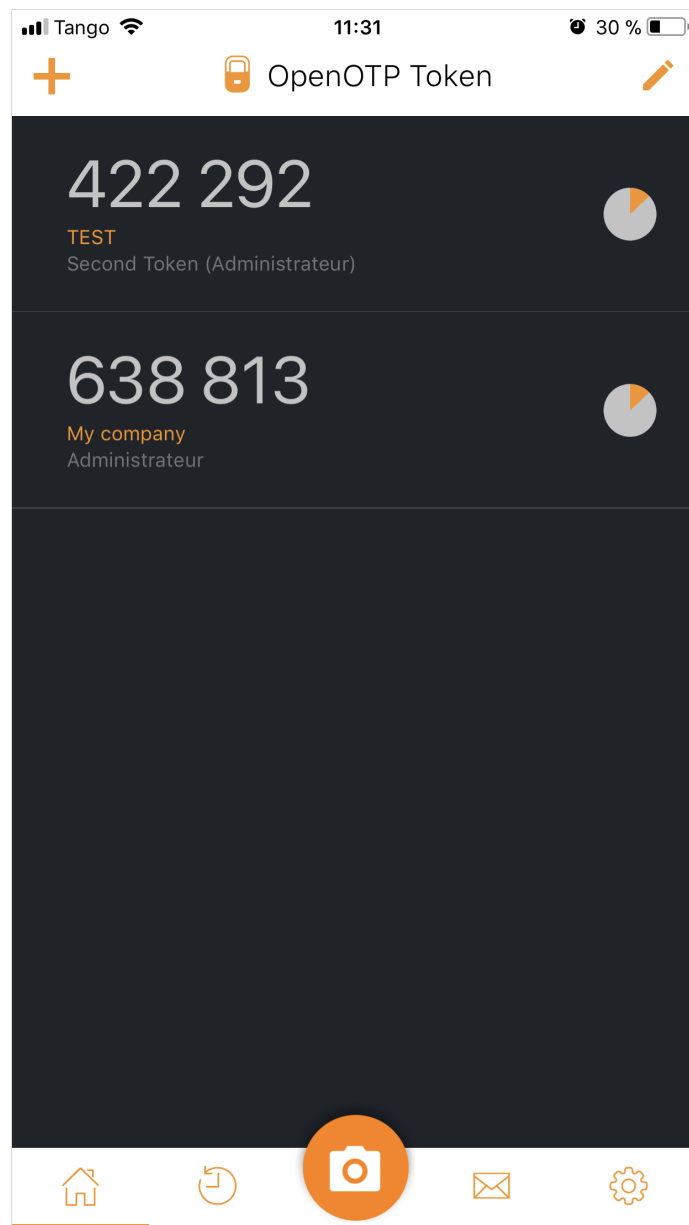 Tango 11:31 30 %
OpenOTP Token
422 292
TEST
Second Token (Administrateur)
638 813
My company
Administrateur